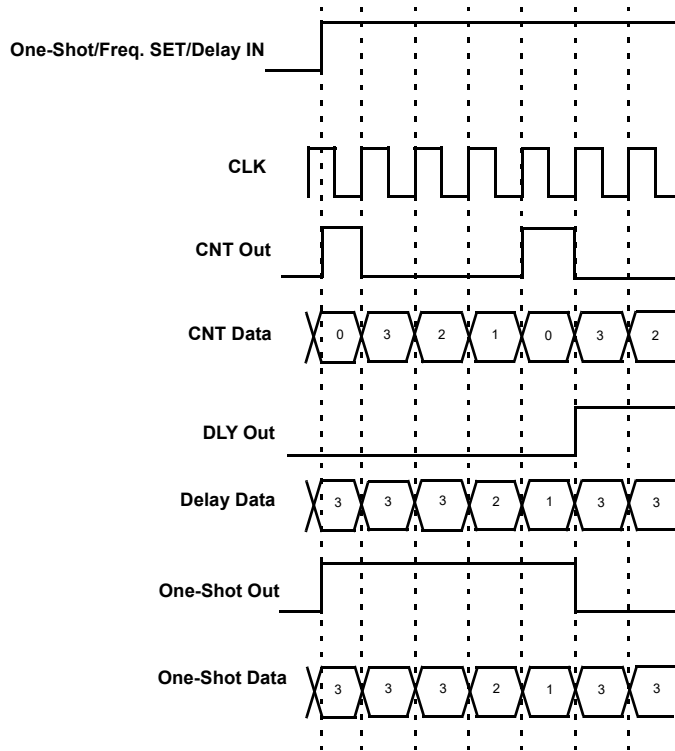 One-Shot/Freq. SET/Delay IN
CLK
CNT Out
CNT Data
0 3 2 1 0 3 2
DLY Out
Delay Data
3 3 3 2 1 3 3
One-Shot Out
One-Shot Data
3 3 3 2 1 3 3